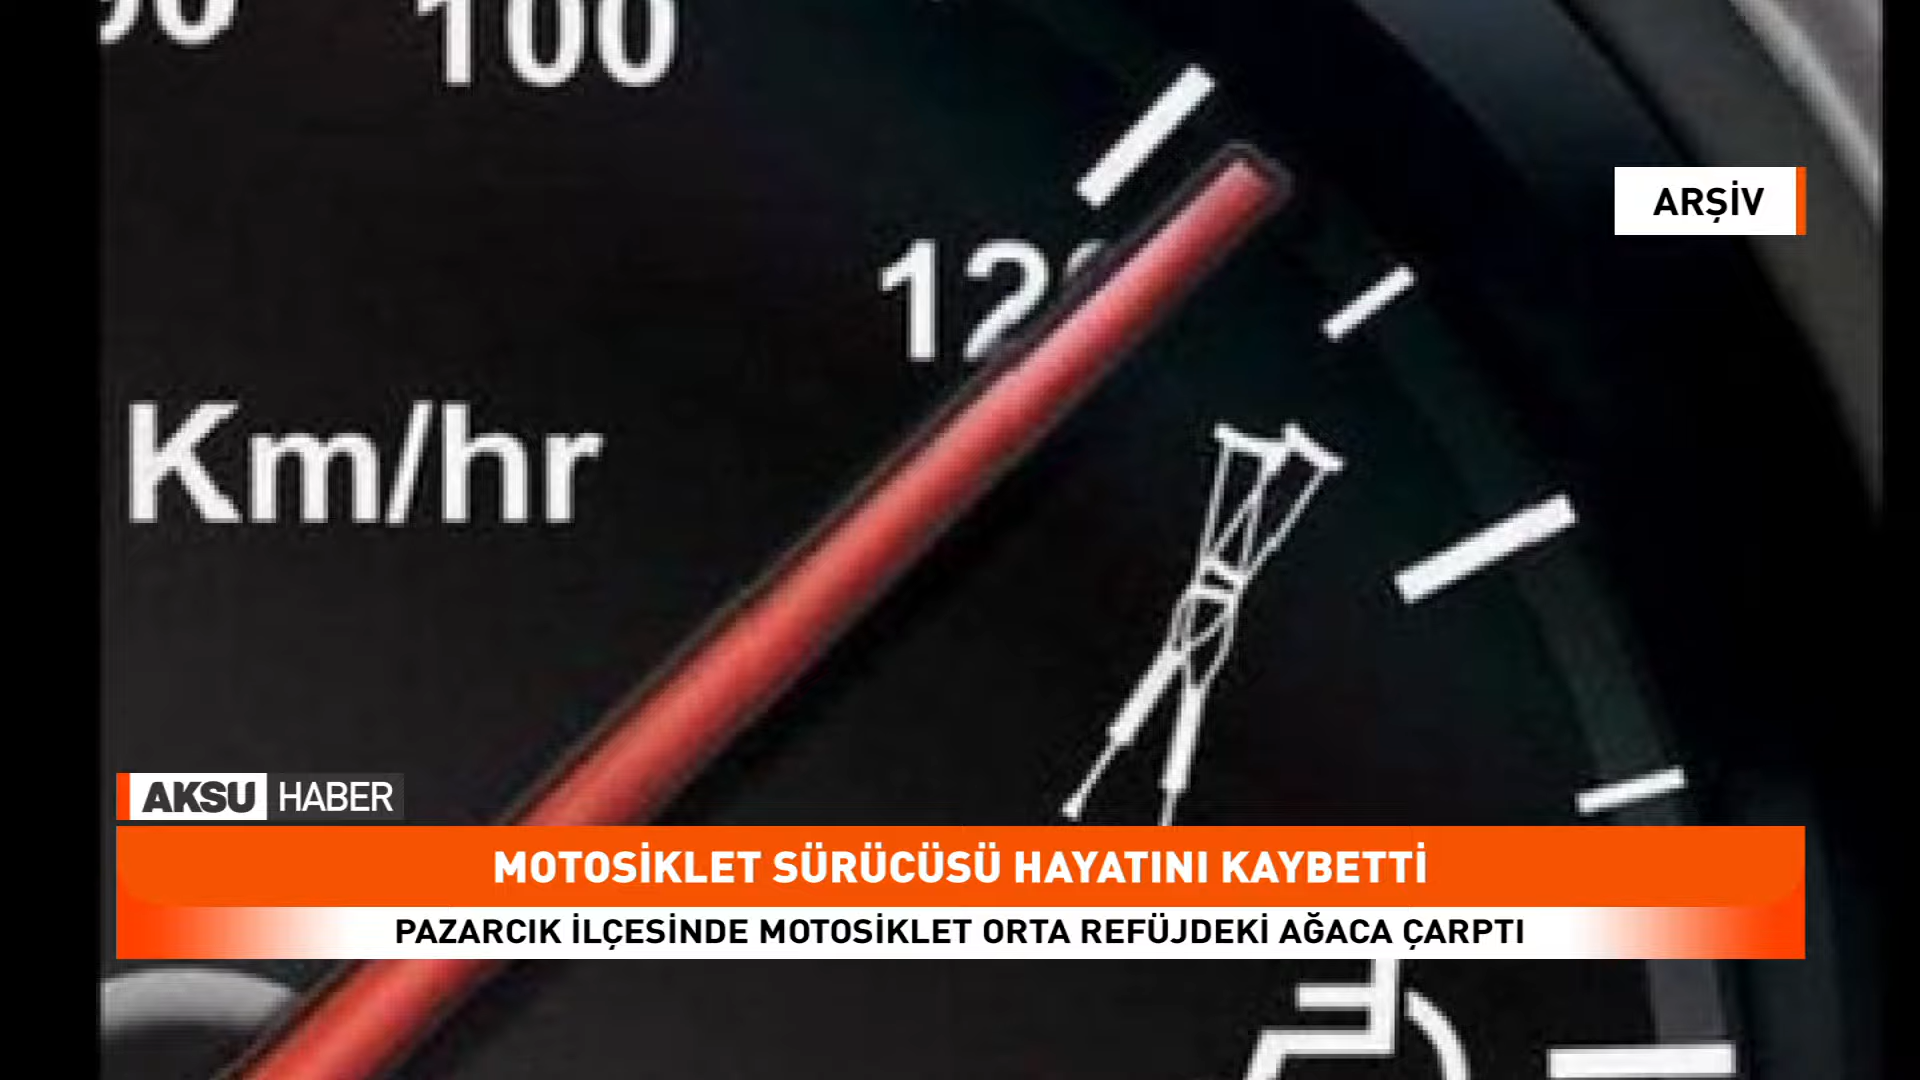 100
ARŞİV
12
Km/hr
AKSU HABER
MOTOSİKLET SÜRÜCÜSÜ HAYATINI KAYBETTİ
PAZARCIK İLÇESİNDE MOTOSİKLET ORTA REFÜJDEKİ AĞACA ÇARPTI